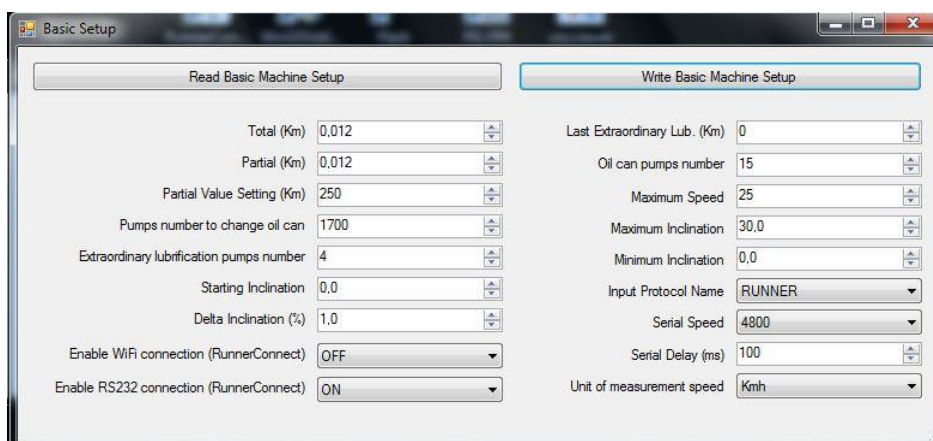 Basic Setup
Read Basic Machine Setup
Write Basic Machine Setup
Total (Km) 0,012
Partial (Km) 0,012
Partial Value Setting (Km) 250
Pumps number to change oil can 1700
Extraordinary lubrification pumps number 4
Starting Inclination 0,0
Delta Inclination (%) 1,0
Enable WiFi connection (RunnerConnect) OFF
Enable RS232 connection (RunnerConnect) ON
Last Extraordinary Lub. (Km) 0
Oil can pumps number 15
Maximum Speed 25
Maximum Inclination 30,0
Minimum Inclination 0,0
Input Protocol Name RUNNER
Serial Speed 4800
Serial Delay (ms) 100
Unit of measurement speed Kmh